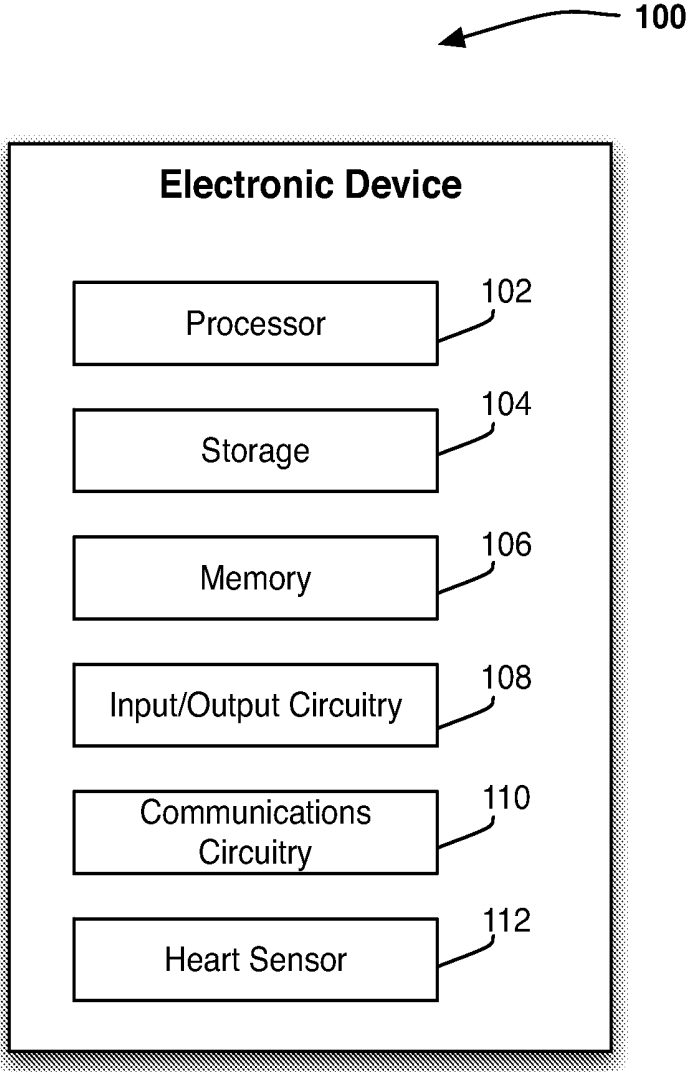 100
Electronic Device
102
Processor
104
Storage
106
Memory
108
Input/Output Circuitry
110
Communications
Circuitry
112
Heart Sensor